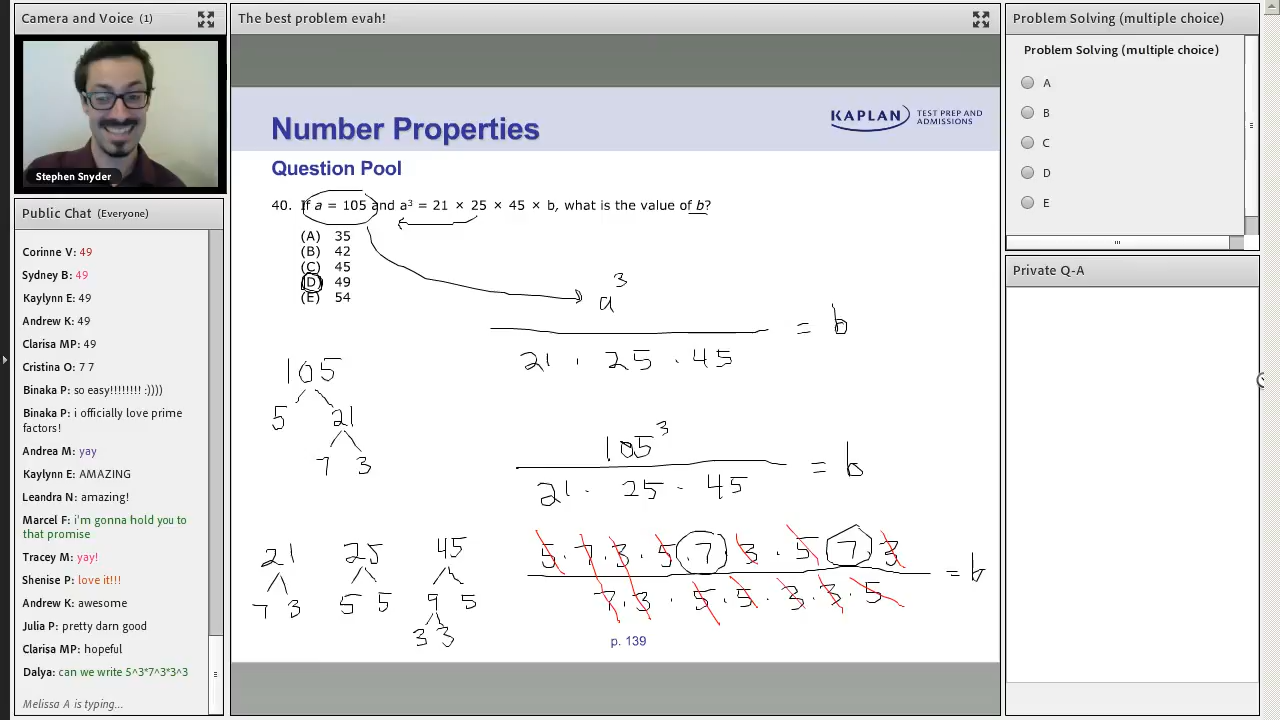 Camera and Voice (1)
Stephen Snyder
Public Chat (Everyone)
Corinne V: 49
Sydney B: 49
Kaylynn E: 49
Andrew K: 49
Clarisa MP: 49
Cristina O: 7 7
Binaka P: so easy!!!!!!!! :))))
Binaka P: i officially love prime
factors!
Andrea M: yay
Kaylynn E: AMAZING
Leandra N: amazing!
Marcel F: i'm gonna hold you to
that promise
Tracey M: yay!
Shenise P: love it!!!
Andrew K: awesome
Julia P: pretty darn good
Clarisa MP: hopeful
Dalya: can we write 5^3*7^3*3^3
Melissa A is typing...
The best problem evah!
Number Properties
KAPLAN TEST PREP AND
ADMISSIONS
Question Pool
40. If a = 105 and a³ = 21 × 25 × 45 × b, what is the value of b?
(A) 35
(B) 42
(C) 45
(D) 49
(E) 54
a³
= b
21 · 25 · 45
105
5 21
7 3
105³
= b
21 · 25 · 45
21 25 45
7 3 5 5 9 5
3 3
5 · 7 · 3 · 5 · 7 · 3 · 5 7 3
= b
7 · 3 · 5 · 5 · 3 · 3 · 5
p. 139
Problem Solving (multiple choice)
Problem Solving (multiple choice)
A
B
C
D
E
Private Q-A